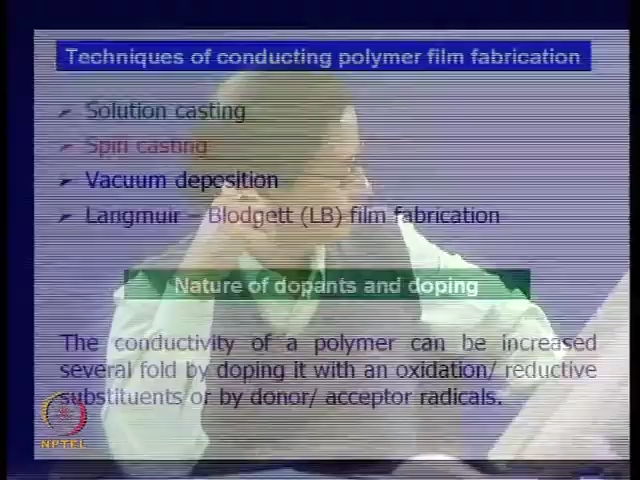 Techniques of conducting polymer film fabrication
Solution casting
Spin casting
Vacuum deposition
Langmuir – Blodgett (LB) film fabrication
Nature of dopants and doping
The conductivity of a polymer can be increased
several fold by doping it with an oxidation/ reductive
substituents or by donor/ acceptor radicals.
NPTEL